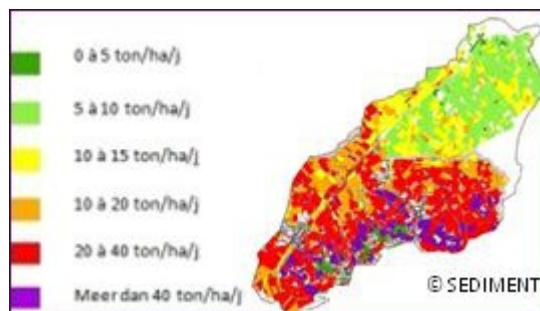 0 à 5 ton/ha/j
5 à 10 ton/ha/j
10 à 15 ton/ha/j
10 à 20 ton/ha/j
20 à 40 ton/ha/j
Meer dan 40 ton/ha/j
© SEDIMENT